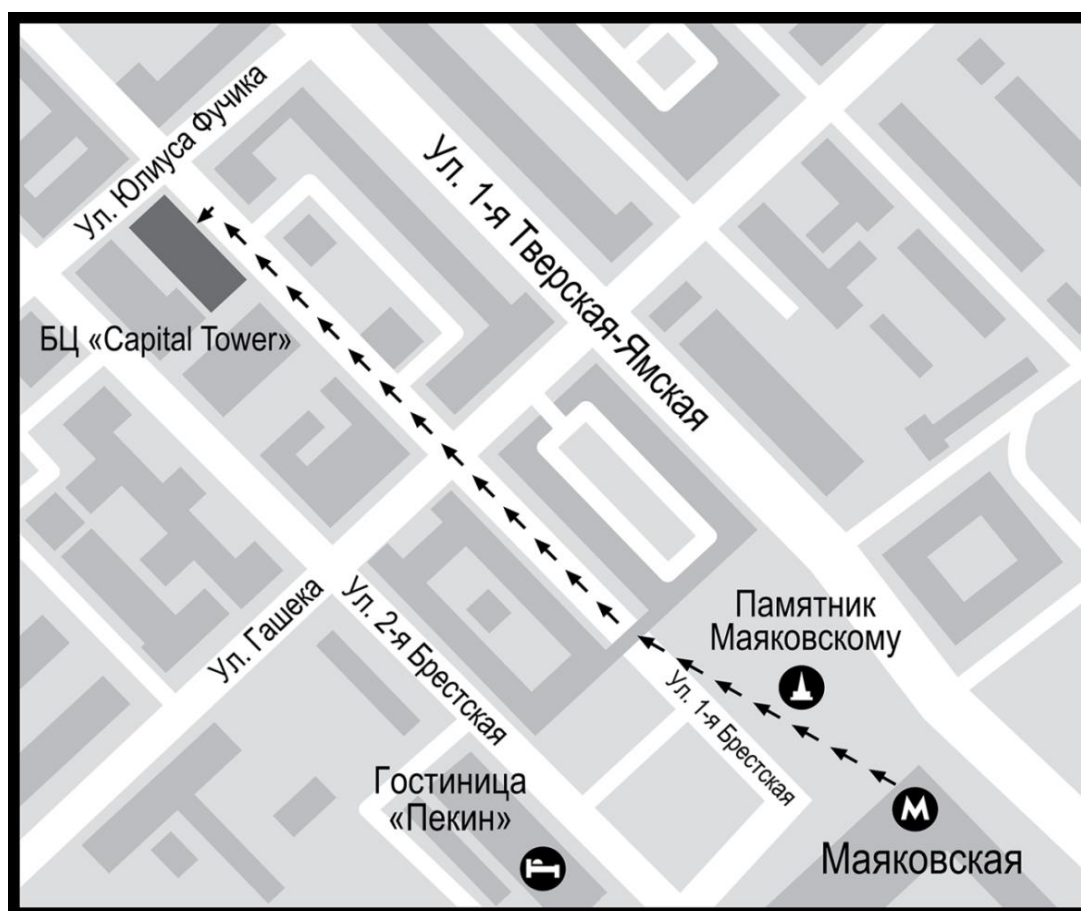 Ул. Юлиуса Фучика
Ул. 1-я Тверская-Ямская
БЦ «Capital Tower»
Ул. Гашека
Ул. 2-я Брестская
Памятник
Маяковскому
Ул. 1-я Брестская
Гостиница
«Пекин»
М
Маяковская